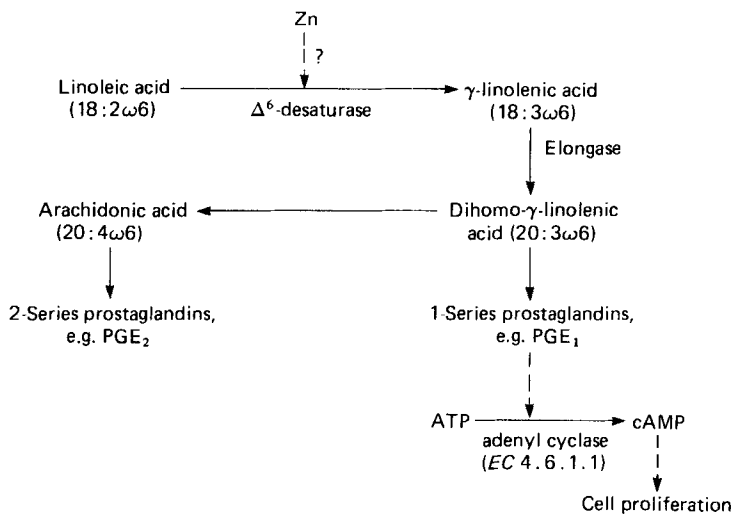 Zn
?
Linoleic acid
(18:2ω6)
Δ⁶-desaturase
γ-linolenic acid
(18:3ω6)
Elongase
Arachidonic acid
(20:4ω6)
Dihomo-γ-linolenic
acid (20:3ω6)
2-Series prostaglandins,
e.g. PGE₂
1-Series prostaglandins,
e.g. PGE₁
ATP
cAMP
adenyl cyclase
(EC 4.6.1.1)
Cell proliferation